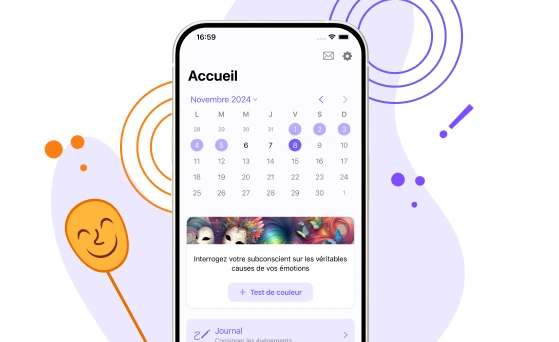 16:59
Accueil
Novembre 2024
L M M J V S D
28 29 30 31 1 2 3
4 5 6 7 8 9 10
11 12 13 14 15 16 17
18 19 20 21 22 23 24
25 26 27 28 29 30 1
Interrogez votre subconscient sur les véritables
causes de vos émotions
+ Test de couleur
Journal
Consigner les événements